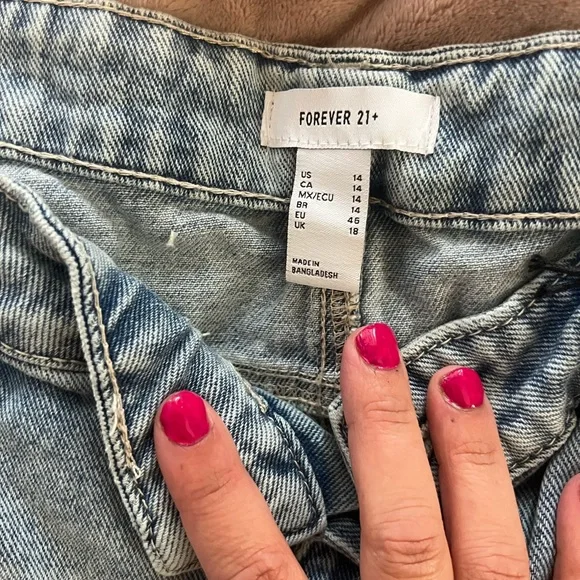 FOREVER 21+
US 14
CA 14
MX/ECU 14
BR 14
EU 46
UK 18
MADE IN
BANGLADESH